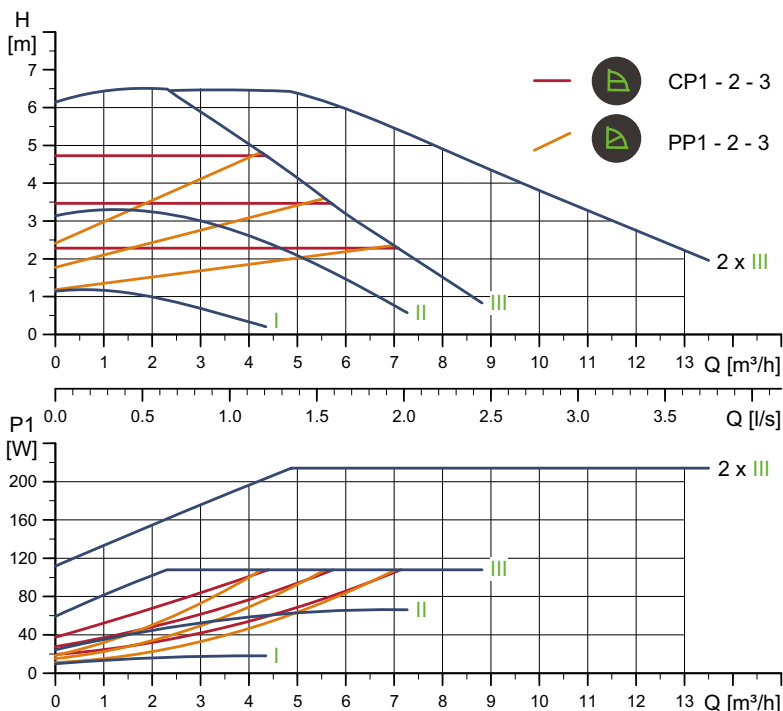 H
[m]
7
6
5
4
3
2
1
0
CP1 - 2 - 3
PP1 - 2 - 3
2 x III
III
II
I
0 1 2 3 4 5 6 7 8 9 10 11 12 13 Q [m³/h]
0.0 0.5 1.0 1.5 2.0 2.5 3.0 3.5 Q [l/s]
P1
[W]
200
160
120
80
40
0
2 x III
III
II
I
0 1 2 3 4 5 6 7 8 9 10 11 12 13 Q [m³/h]